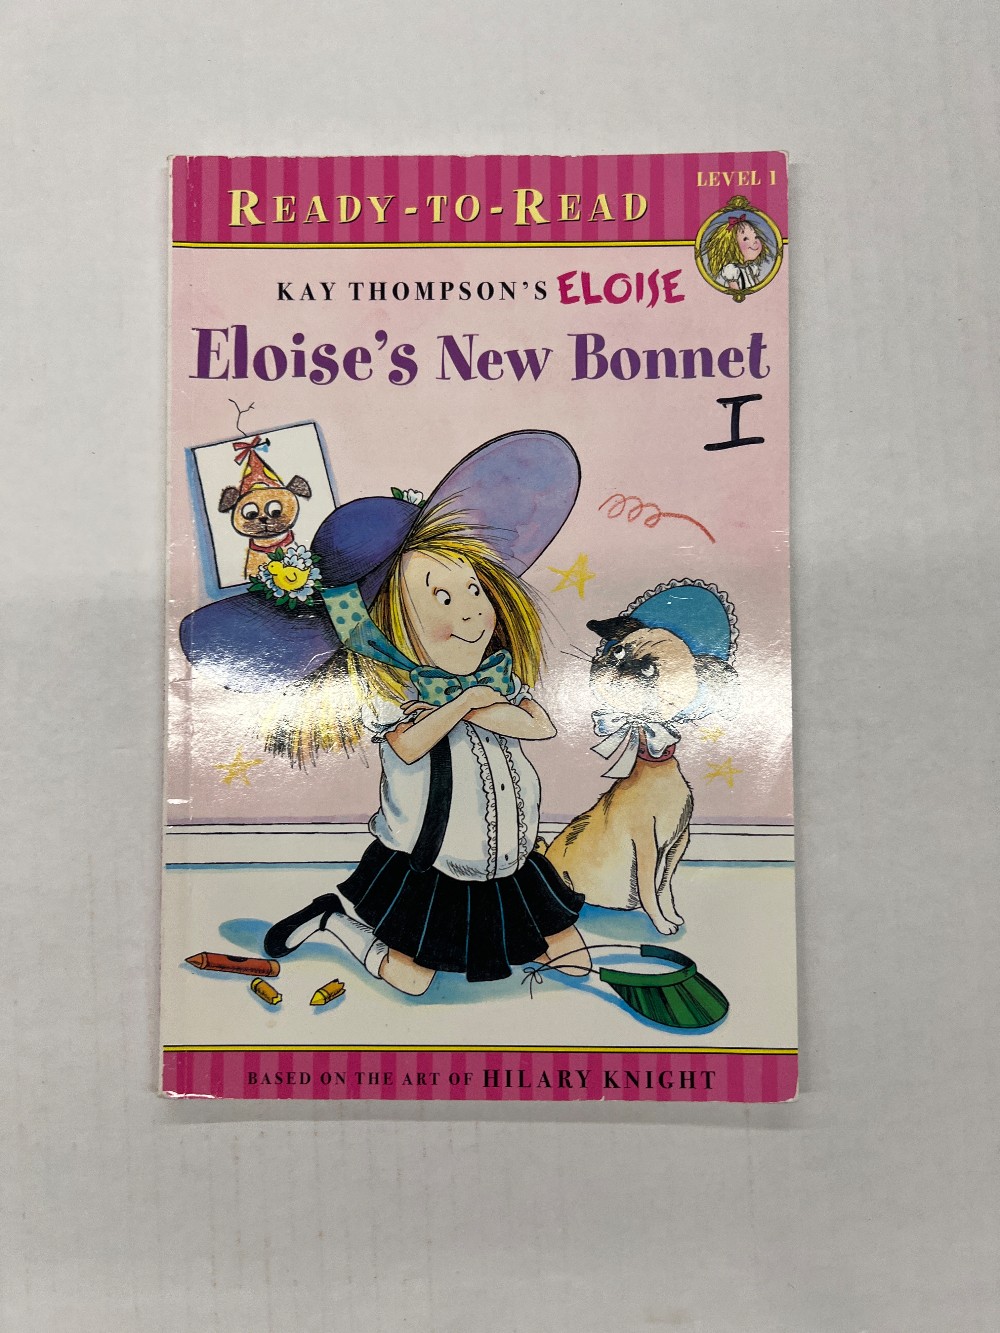 LEVEL 1
READY-TO-READ
KAY THOMPSON'S ELOISE
Eloise's New Bonnet
I
BASED ON THE ART OF HILARY KNIGHT